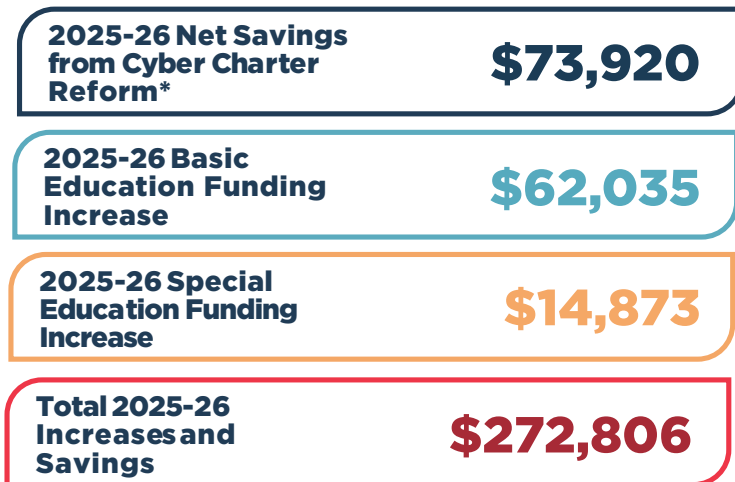 2025-26 Net Savings
from Cyber Charter
Reform*
$73,920
2025-26 Basic
Education Funding
Increase
$62,035
2025-26 Special
Education Funding
Increase
$14,873
Total 2025-26
Increases and
Savings
$272,806